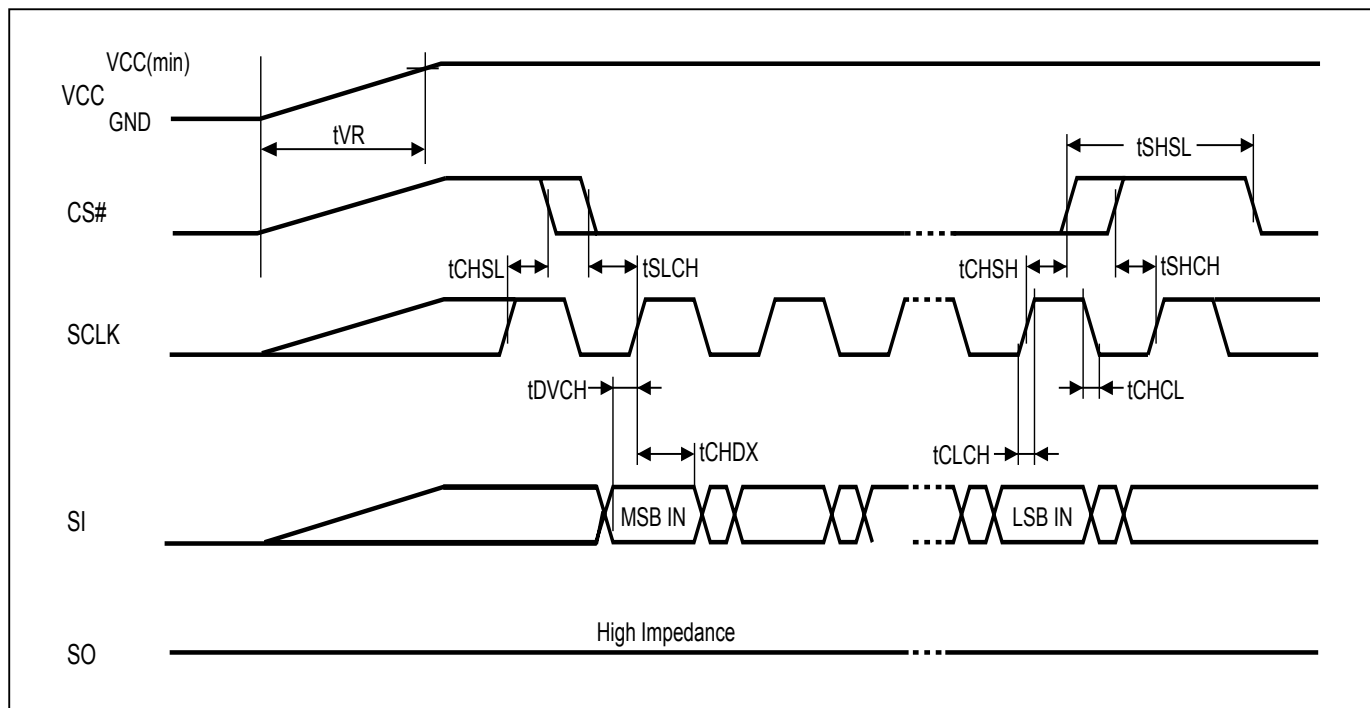 VCC(min)
VCC
GND
tVR
tSHSL
CS#
tCHSL
tSLCH
tCHSH
tSHCH
SCLK
tDVCH
tCHCL
tCHDX
tCLCH
SI
MSB IN
LSB IN
High Impedance
SO